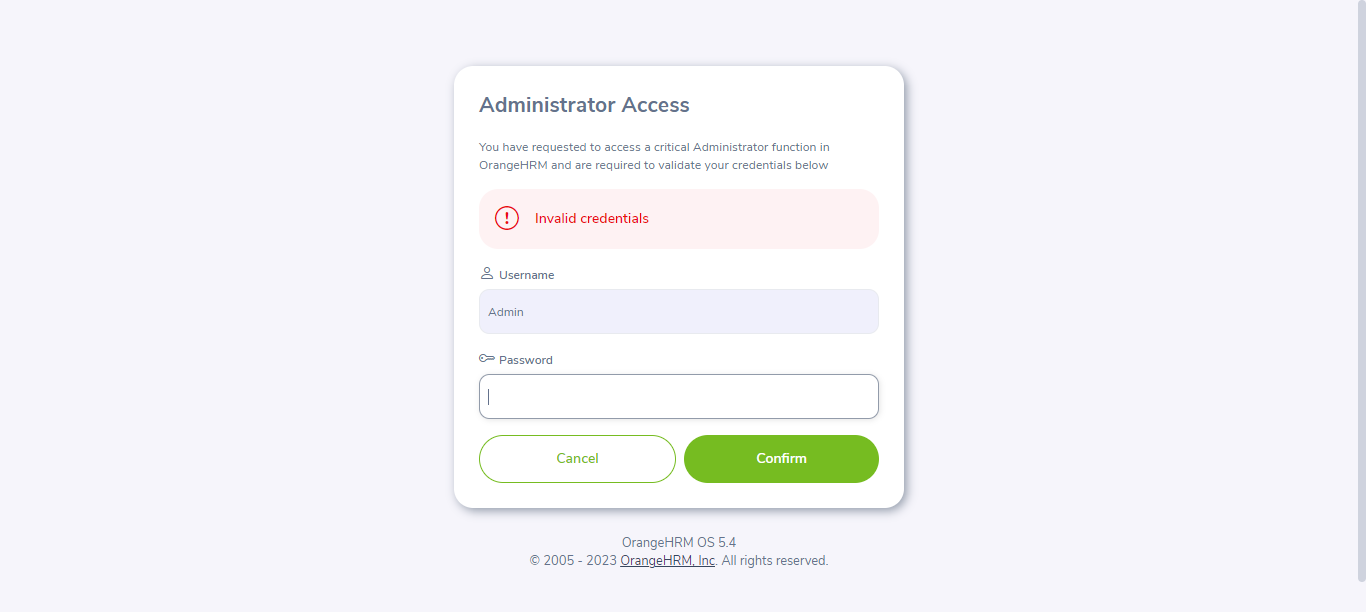 Administrator Access
You have requested to access a critical Administrator function in
OrangeHRM and are required to validate your credentials below
Invalid credentials
Username
Admin
Password
Cancel
Confirm
OrangeHRM OS 5.4
© 2005 - 2023 OrangeHRM, Inc. All rights reserved.